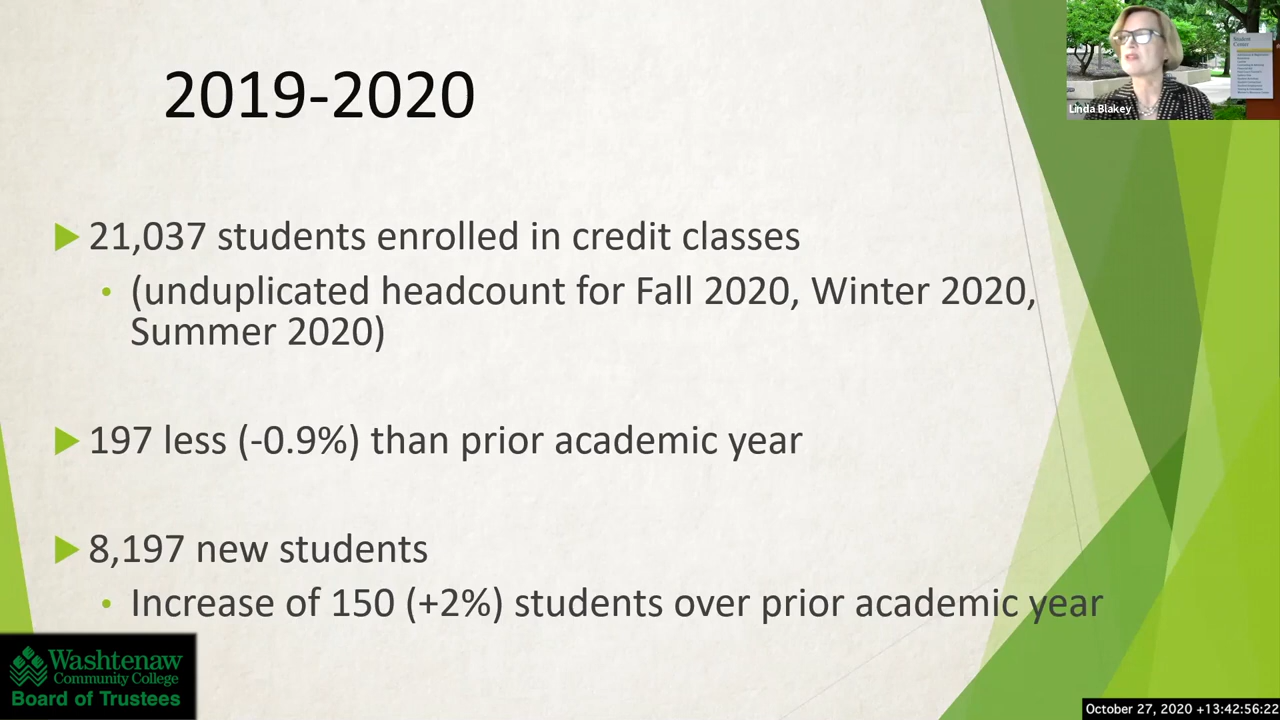 2019-2020
21,037 students enrolled in credit classes
(unduplicated headcount for Fall 2020, Winter 2020,
Summer 2020)
197 less (-0.9%) than prior academic year
8,197 new students
Increase of 150 (+2%) students over prior academic year
Linda Blakey
Student
Center
Washtenaw
Community College
Board of Trustees
October 27, 2020 +13:42:56:22